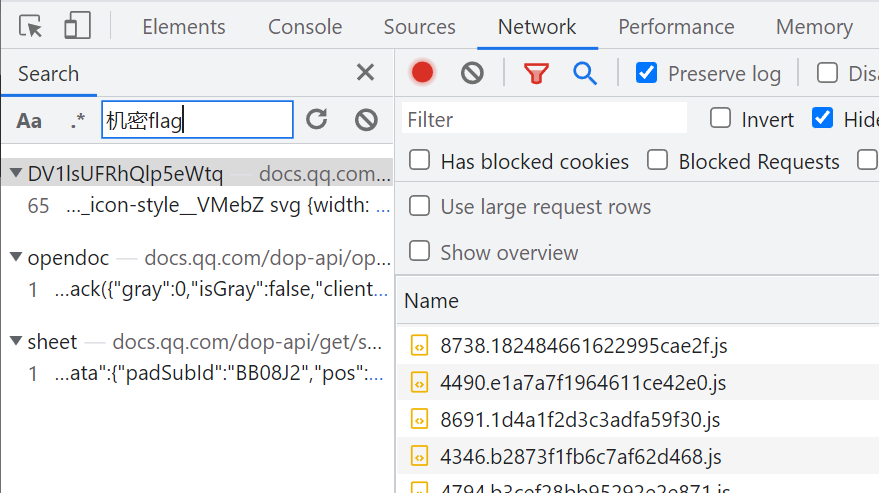 Elements Console Sources Network Performance Memory
Search
Preserve log Disa
Aa .* 机密flag
Filter Invert Hide
Has blocked cookies Blocked Requests
DV1lsUFRhQlp5eWtq — docs.qq.com...
65 ..._icon-style__VMebZ svg {width: ...
Use large request rows
opendoc — docs.qq.com/dop-api/op...
Show overview
1 ...ack({"gray":0,"isGray":false,"client...
Name
sheet — docs.qq.com/dop-api/get/s...
8738.182484661622995cae2f.js
1 ...ata":{"padSubId":"BB08J2","pos":...
4490.e1a7a7f1964611ce42e0.js
8691.1d4a1f2d3c3adfa59f30.js
4346.b2873f1fb6c7af62d468.js
4794.b3cef28bb95292e2e871.js